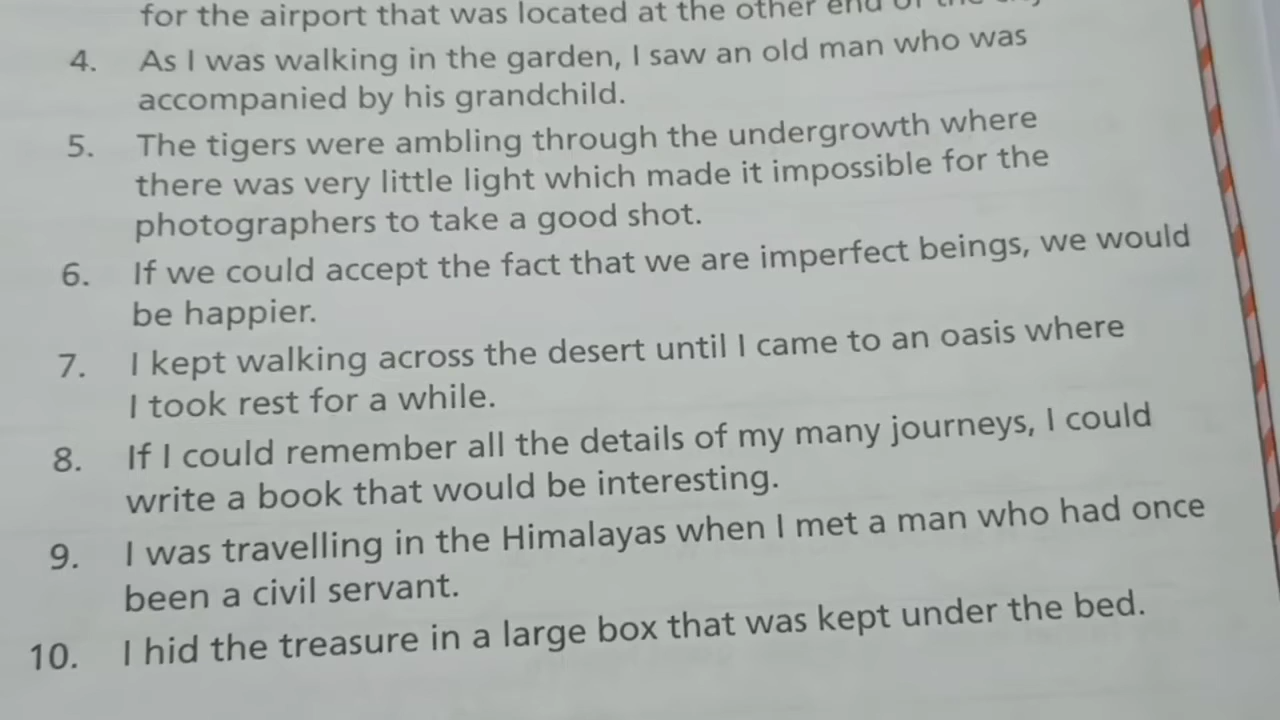 for the airport that was located at the other end of the
4. As I was walking in the garden, I saw an old man who was
accompanied by his grandchild.
5. The tigers were ambling through the undergrowth where
there was very little light which made it impossible for the
photographers to take a good shot.
6. If we could accept the fact that we are imperfect beings, we would
be happier.
7. I kept walking across the desert until I came to an oasis where
I took rest for a while.
8. If I could remember all the details of my many journeys, I could
write a book that would be interesting.
9. I was travelling in the Himalayas when I met a man who had once
been a civil servant.
10. I hid the treasure in a large box that was kept under the bed.